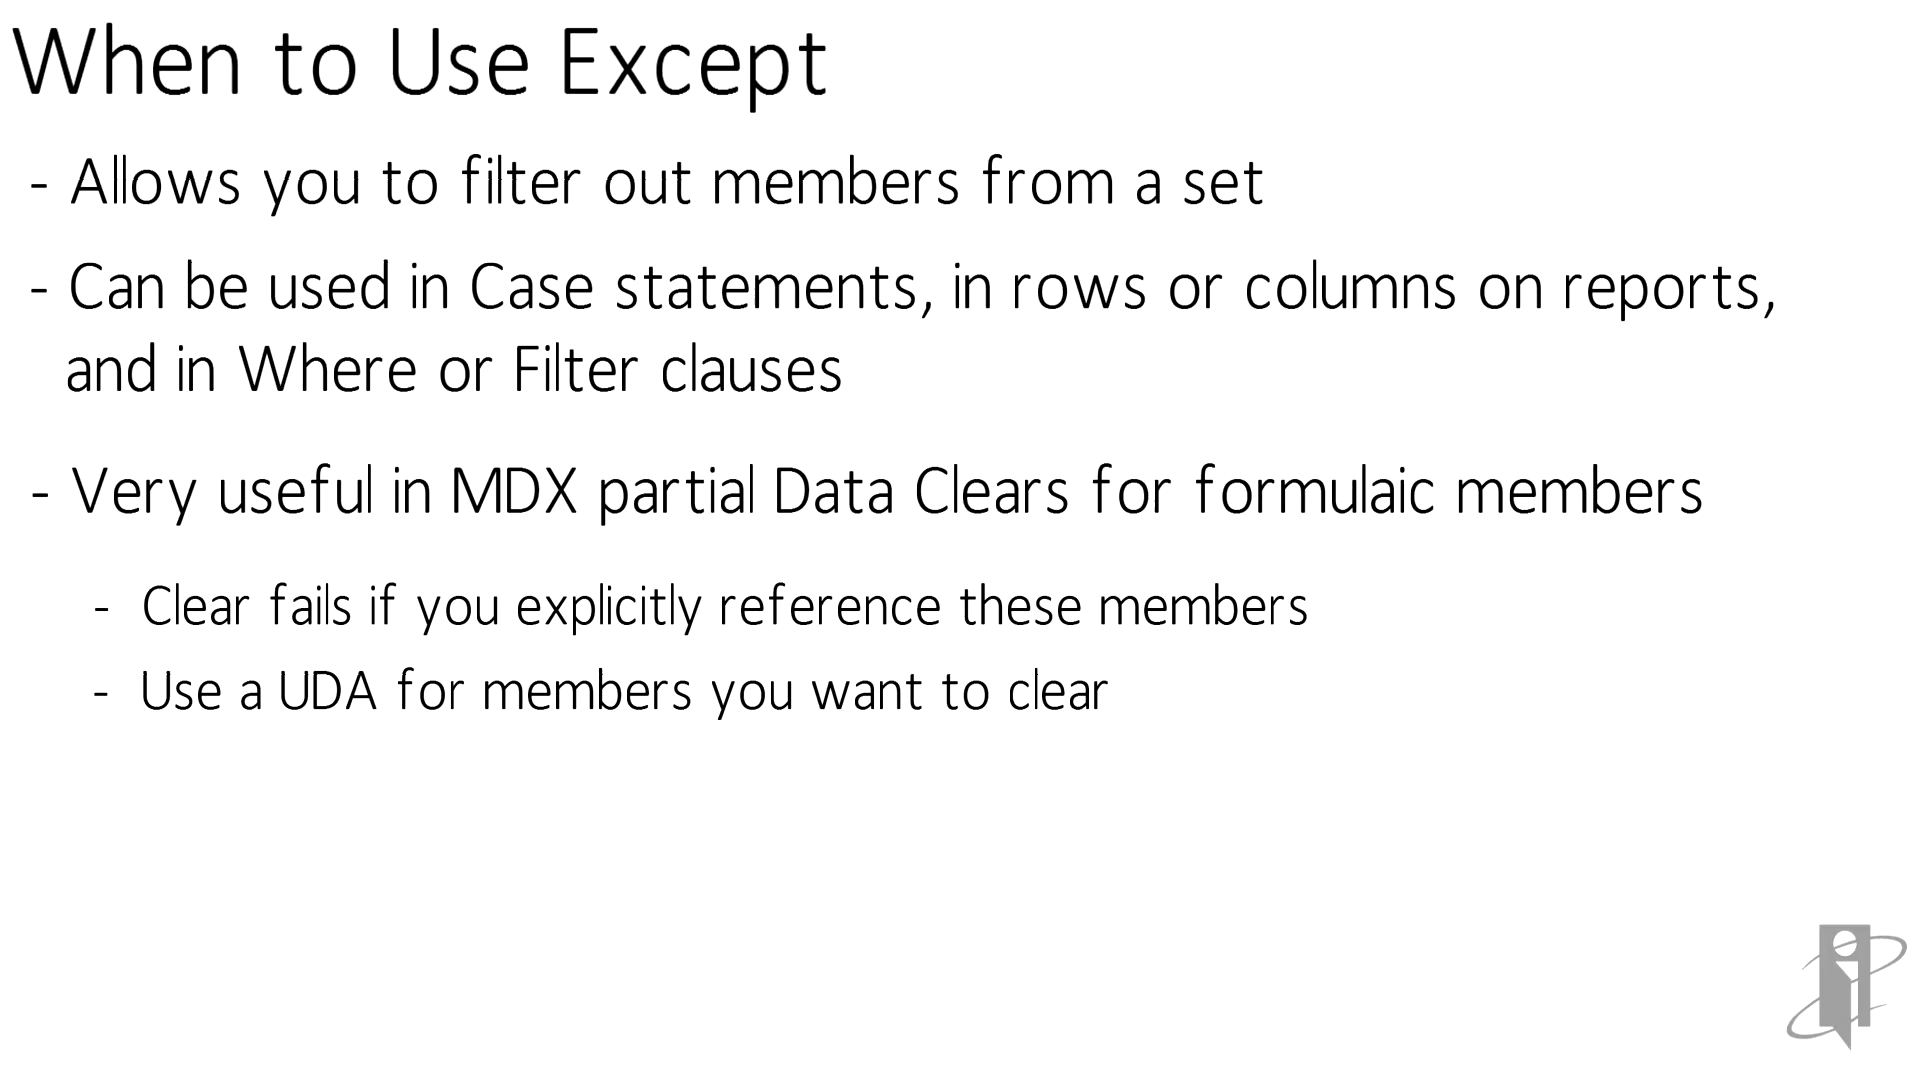 When to Use Except
- Allows you to filter out members from a set
- Can be used in Case statements, in rows or columns on reports,
and in Where or Filter clauses
- Very useful in MDX partial Data Clears for formulaic members
- Clear fails if you explicitly reference these members
- Use a UDA for members you want to clear